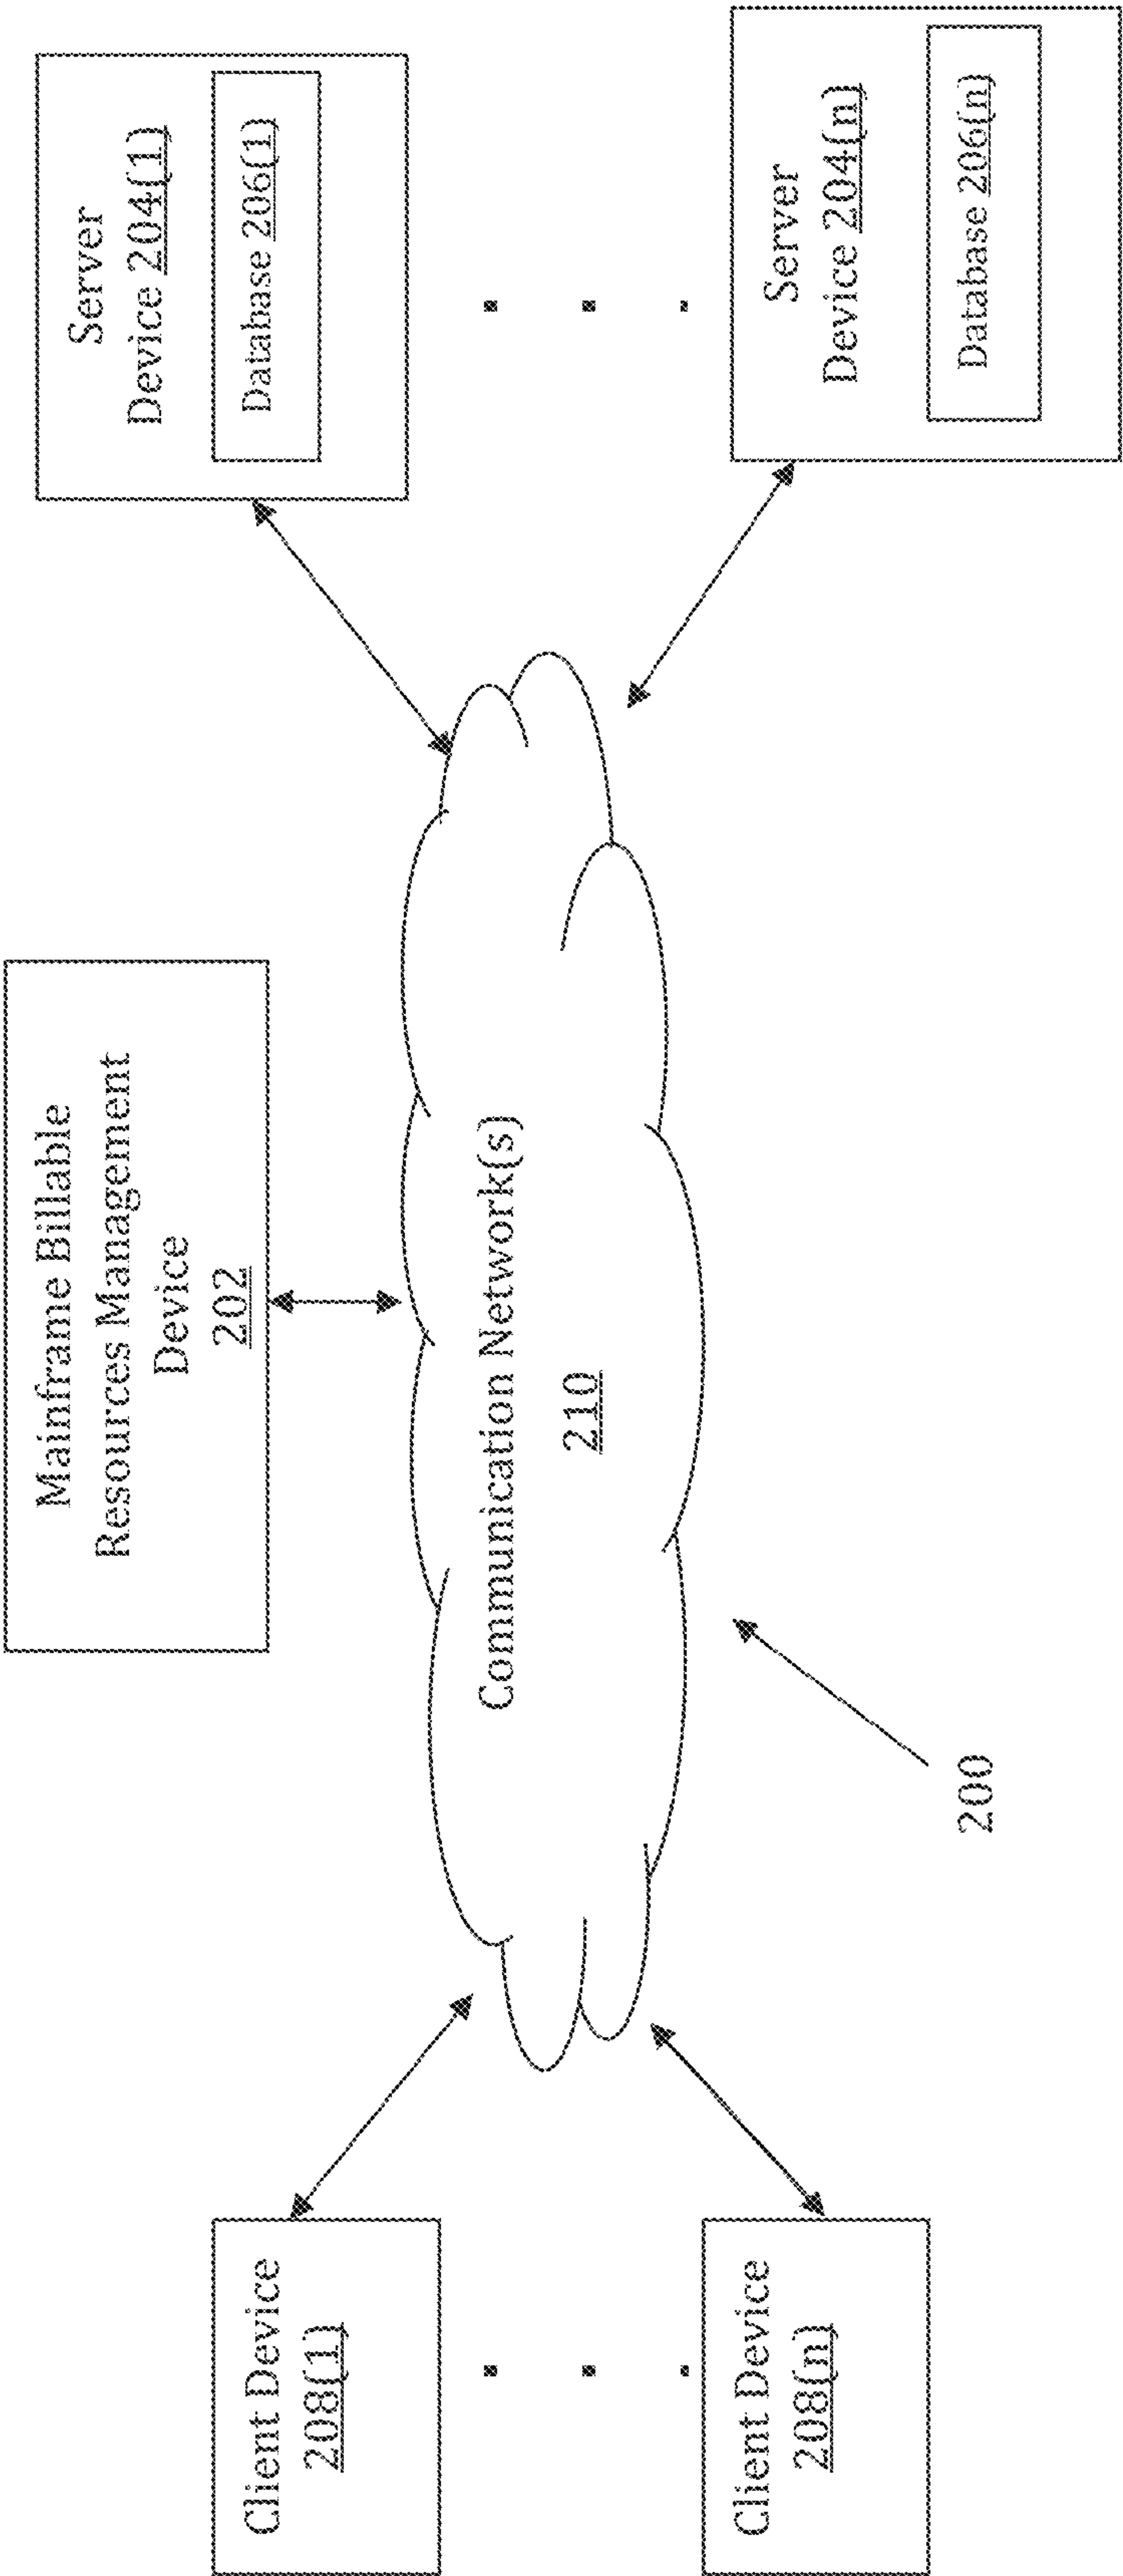 Mainframe Billable
Resources Management
Device
202
Client Device
208(1)
Client Device
208(n)
Communication Network(s)
210
200
Server
Device 204(1)
Database 206(1)
Server
Device 204(n)
Database 206(n)